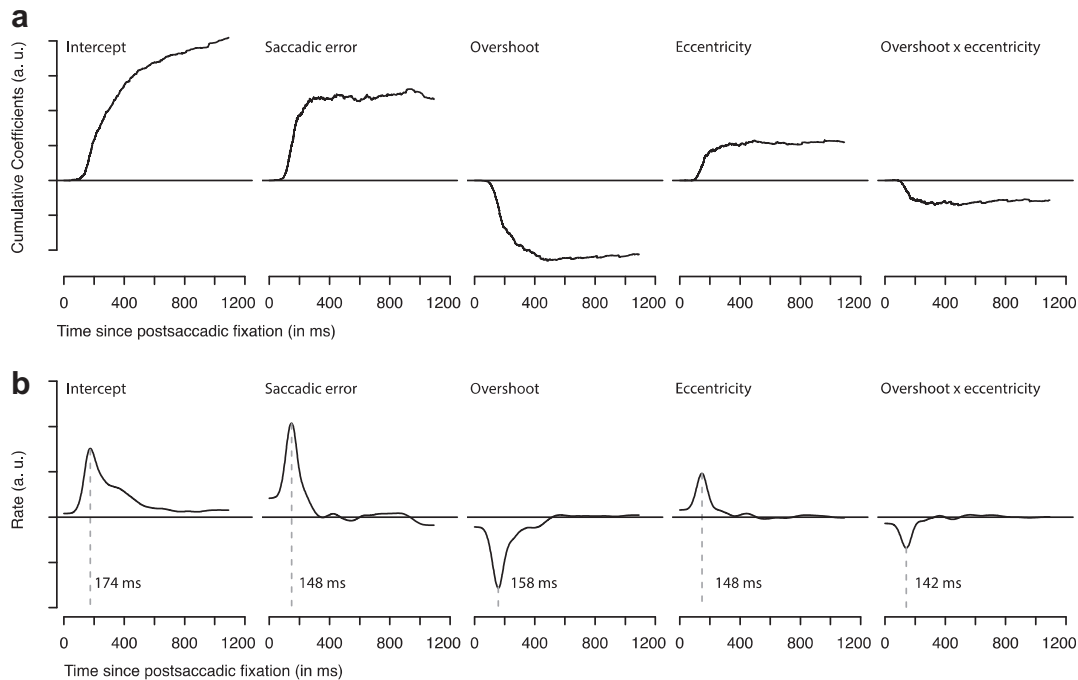 a
Intercept
Saccadic error
Overshoot
Eccentricity
Overshoot x eccentricity
Cumulative Coefficients (a. u.)
0 400 800 1200
0 400 800 1200
0 400 800 1200
0 400 800 1200
0 400 800 1200
Time since postsaccadic fixation (in ms)
b
Intercept
Saccadic error
Overshoot
Eccentricity
Overshoot x eccentricity
Rate (a. u.)
174 ms
148 ms
158 ms
148 ms
142 ms
0 400 800 1200
0 400 800 1200
0 400 800 1200
0 400 800 1200
0 400 800 1200
Time since postsaccadic fixation (in ms)